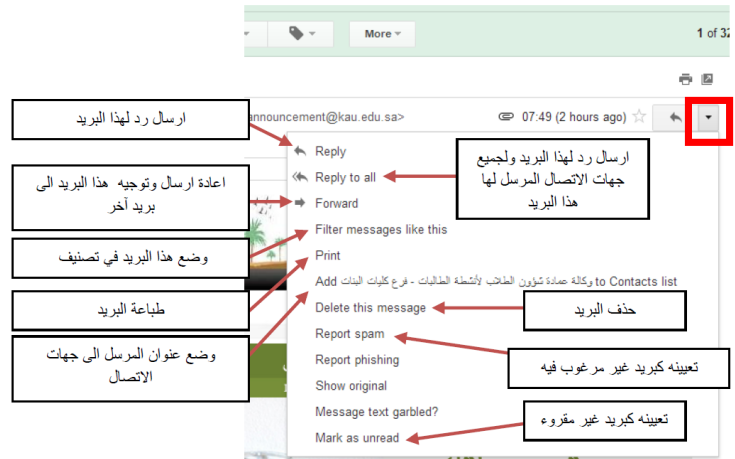 More
1 of 32
announcement@kau.edu.sa>
07:49 (2 hours ago)
ارسال رد لهذا البريد
Reply
Reply to all
ارسال رد لهذا البريد ولجميع
جهات الاتصال المرسل لها
هذا البريد
اعادة ارسال وتوجيه هذا البريد الى
بريد آخر
Forward
Filter messages like this
وضع هذا البريد في تصنيف
Print
طباعة البريد
Add وكالة عمادة شؤون الطلاب لأنشطة الطالبات - فرع كليات البنات to Contacts list
وضع عنوان المرسل الى جهات
الاتصال
Delete this message
حذف البريد
Report spam
تعيينه كبريد غير مرغوب فيه
Report phishing
Show original
Message text garbled?
Mark as unread
تعيينه كبريد غير مقروء